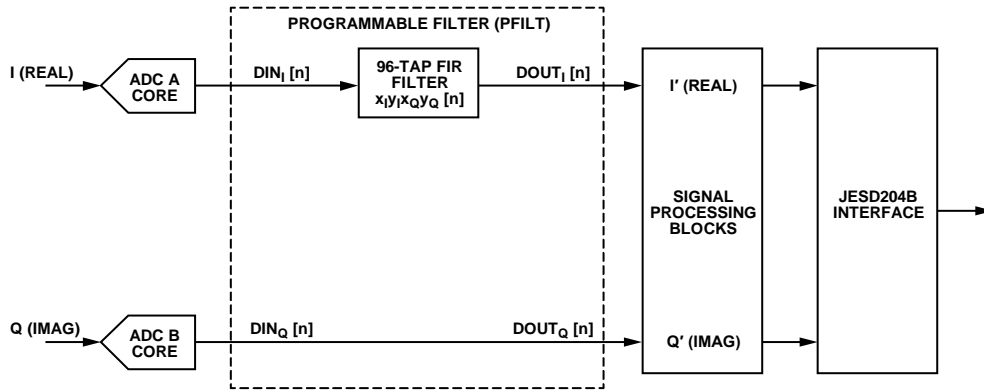 PROGRAMMABLE FILTER (PFILT)
I (REAL)
ADC A
CORE
DINI [n]
96-TAP FIR
FILTER
xIyIxQyQ [n]
DOUTI [n]
I′ (REAL)
SIGNAL
PROCESSING
BLOCKS
JESD204B
INTERFACE
Q (IMAG)
ADC B
CORE
DINQ [n]
DOUTQ [n]
Q′ (IMAG)